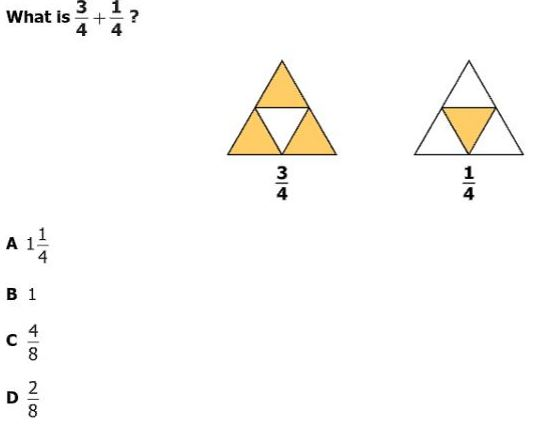 What is 3/4 + 1/4 ?
3/4 1/4
A 1 1/4
B 1
C 4/8
D 2/8